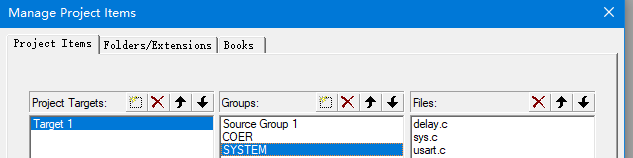 Manage Project Items
Project Items Folders/Extensions Books
Project Targets: Groups: Files:
Target 1 Source Group 1 delay.c
COER sys.c
SYSTEM usart.c